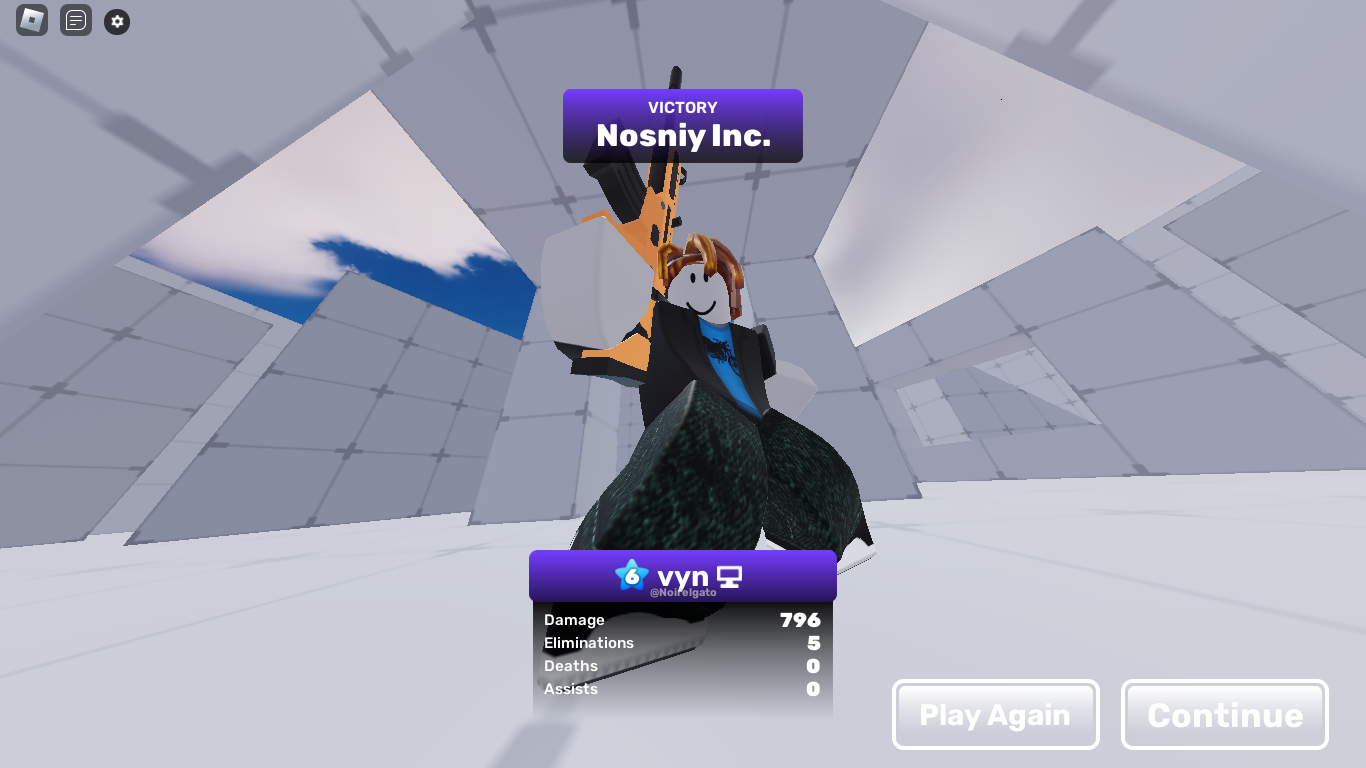 VICTORY
Nosniy Inc.
6 vyn
@Noirelgato
Damage 796
Eliminations 5
Deaths 0
Assists 0
Play Again
Continue